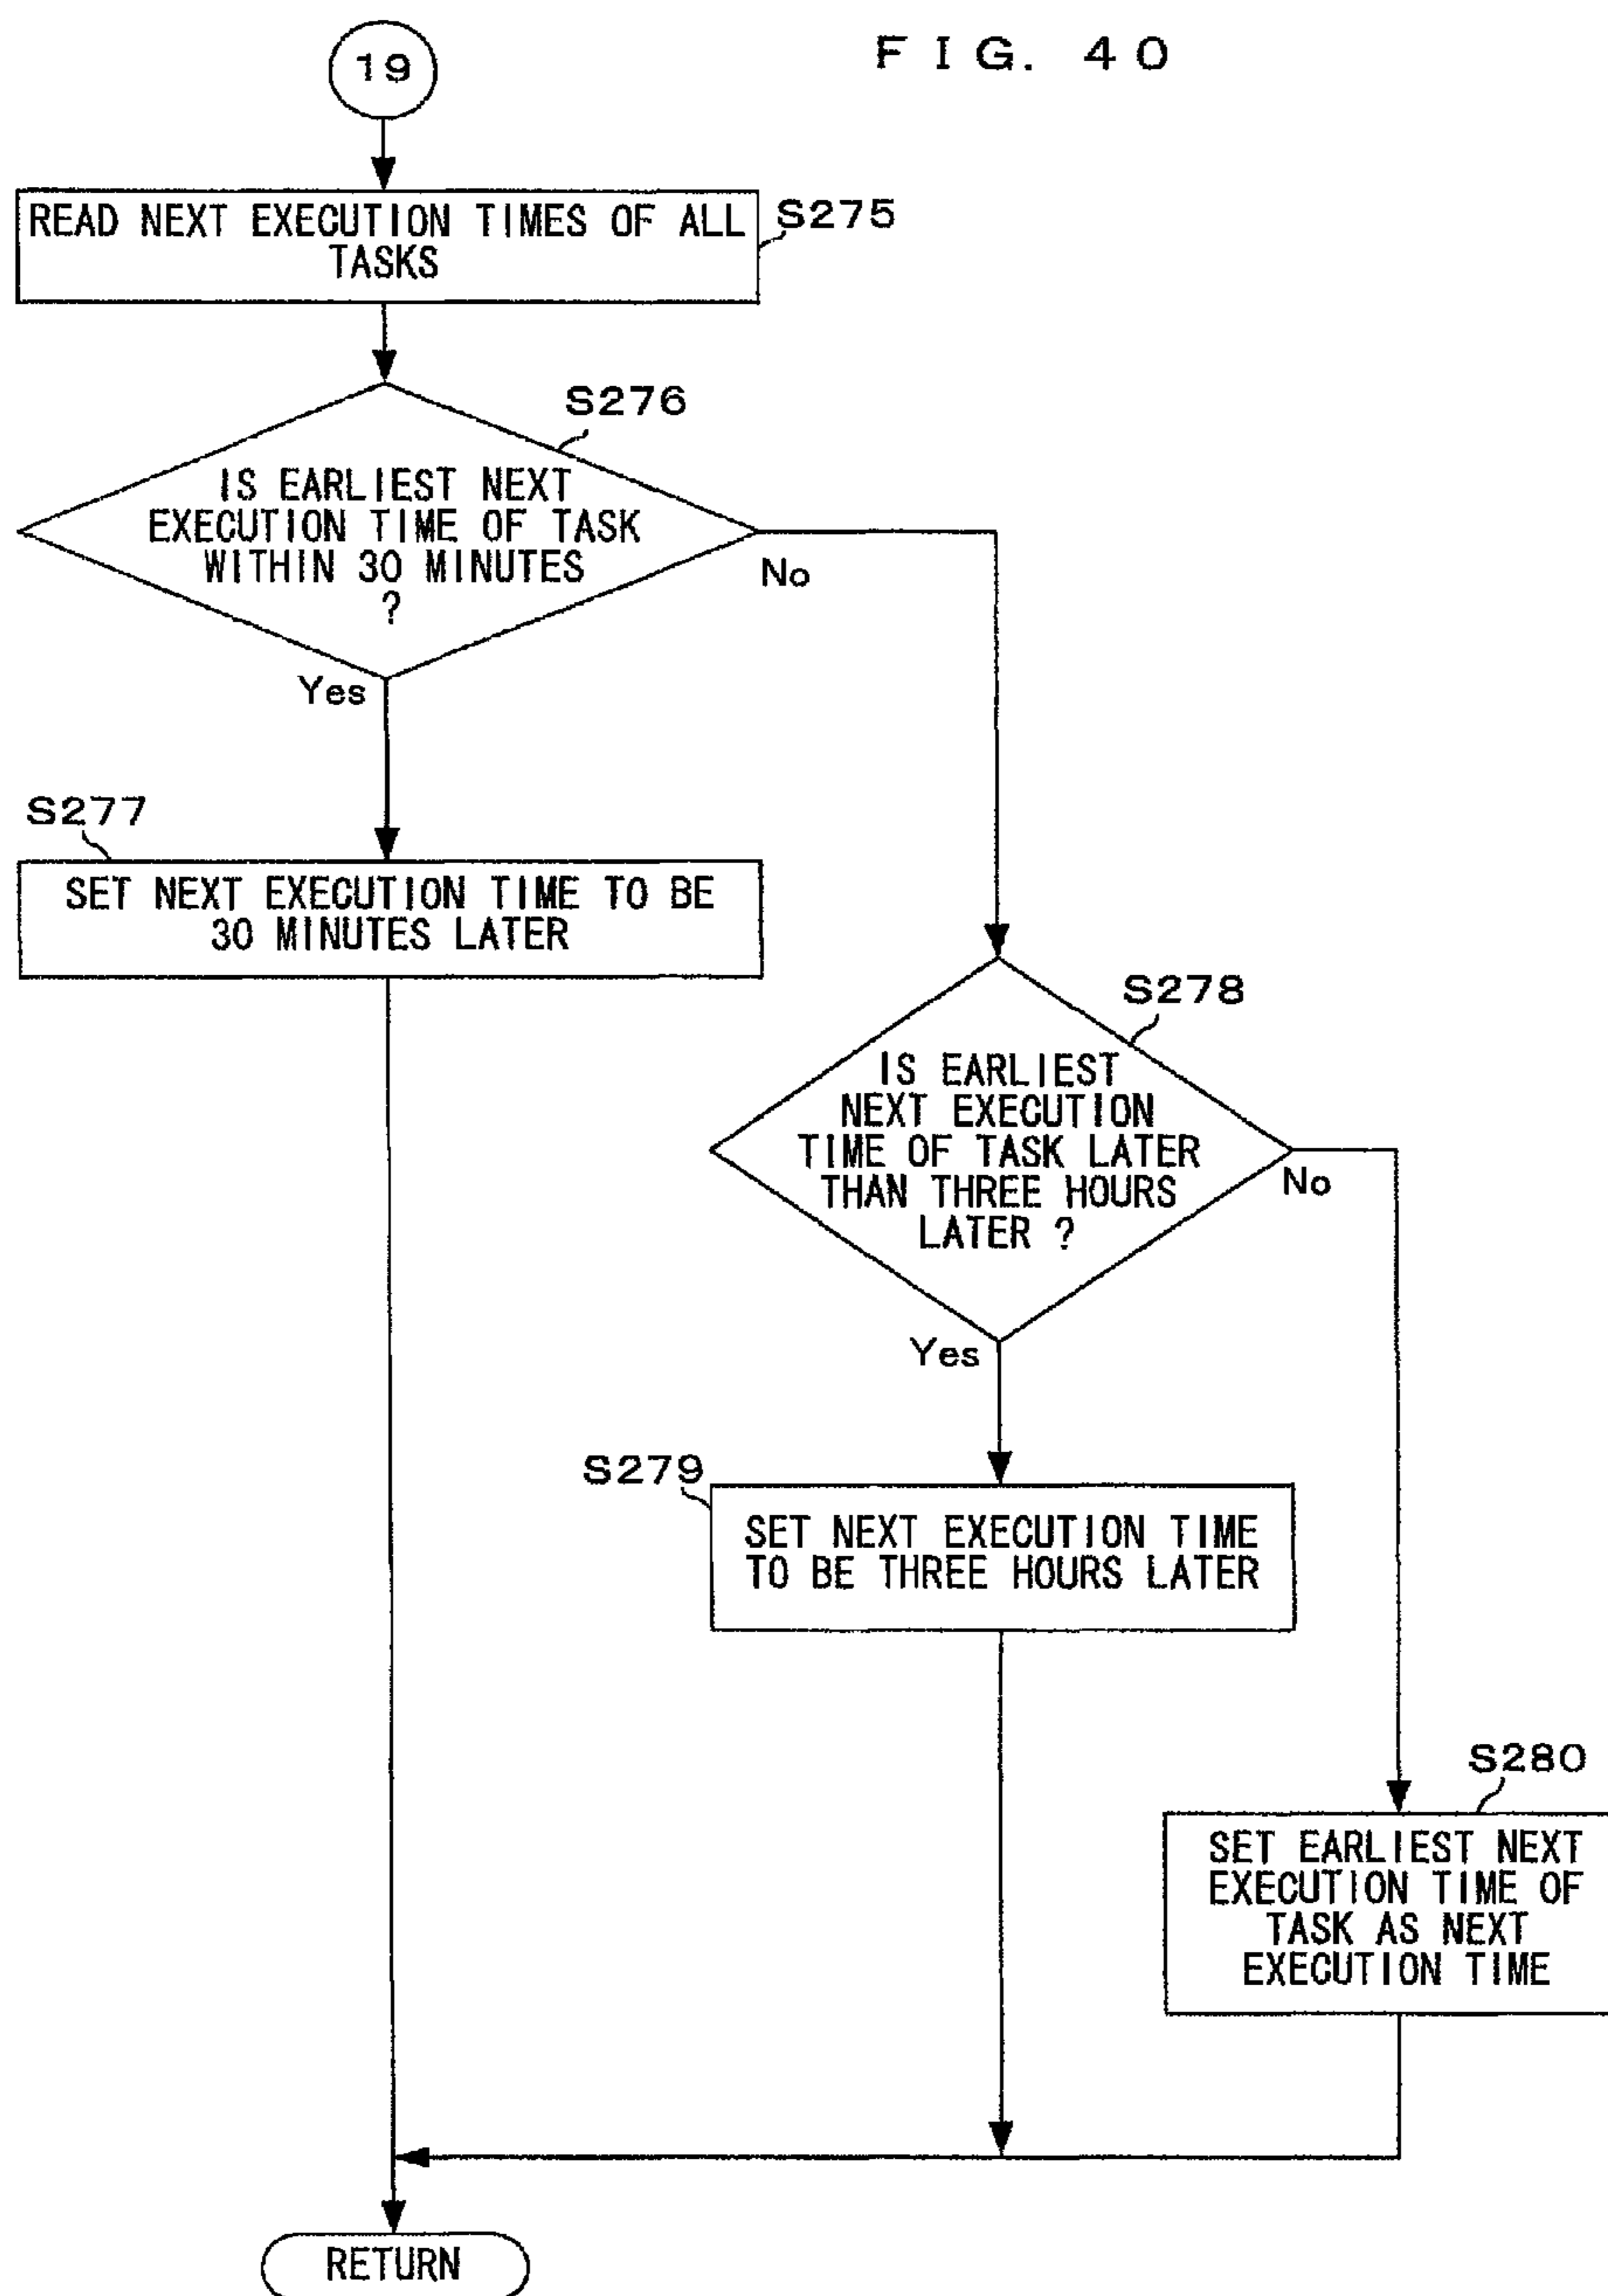 FIG. 40
19
READ NEXT EXECUTION TIMES OF ALL
TASKS
S275
S276
IS EARLIEST NEXT
EXECUTION TIME OF TASK
WITHIN 30 MINUTES
?
No
Yes
S277
SET NEXT EXECUTION TIME TO BE
30 MINUTES LATER
S278
IS EARLIEST
NEXT EXECUTION
TIME OF TASK LATER
THAN THREE HOURS
LATER ?
No
Yes
S279
SET NEXT EXECUTION TIME
TO BE THREE HOURS LATER
S280
SET EARLIEST NEXT
EXECUTION TIME OF
TASK AS NEXT
EXECUTION TIME
RETURN